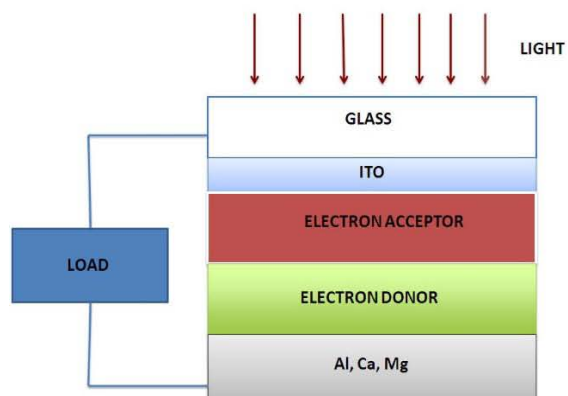 LIGHT
GLASS
ITO
ELECTRON ACCEPTOR
LOAD
ELECTRON DONOR
Al, Ca, Mg